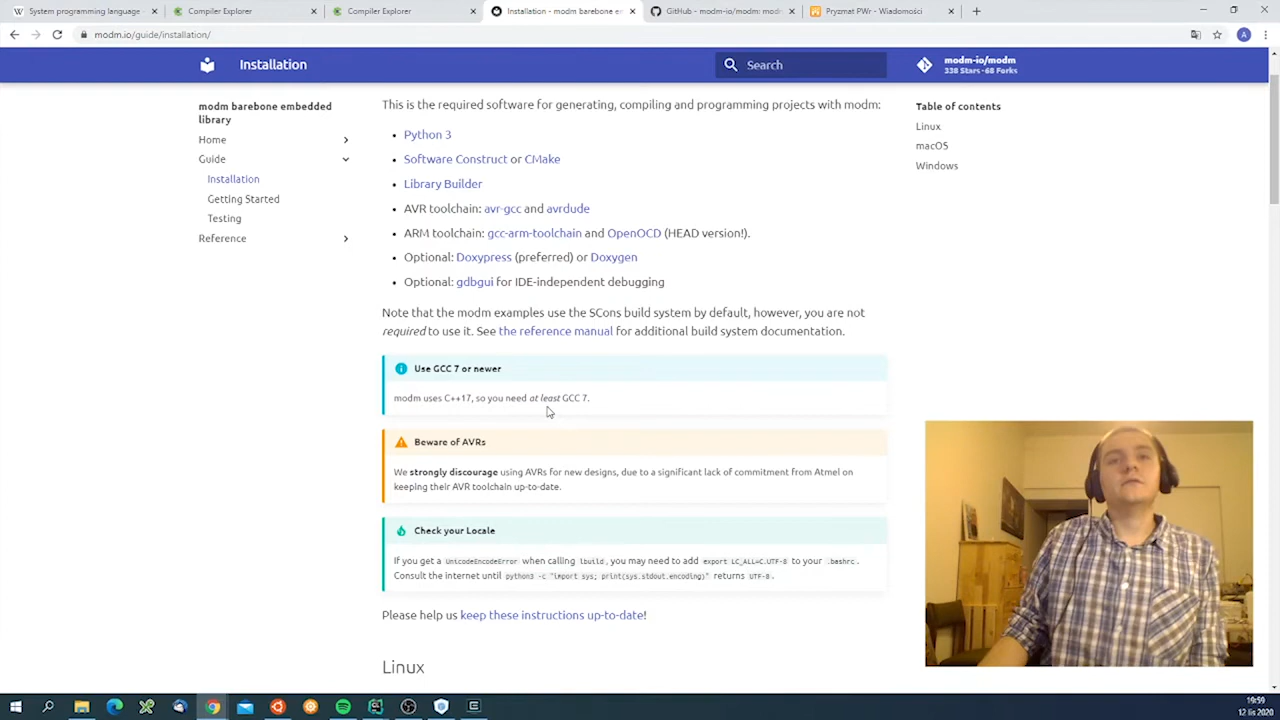 System programming language -
Compiler Explorer
Compiler Explorer
Installation - modm barebone e
GitHub - modm-io/modm: mod
Pryzmat PWr - Wiadomości
modm.io/guide/installation/
A
Installation
Search
modm-io/modm
338 Stars · 68 Forks
modm barebone embedded
library
Home
Guide
Installation
Getting Started
Testing
Reference
This is the required software for generating, compiling and programming projects with modm:
• Python 3
• Software Construct or CMake
• Library Builder
• AVR toolchain: avr-gcc and avrdude
• ARM toolchain: gcc-arm-toolchain and OpenOCD (HEAD version!).
• Optional: Doxypress (preferred) or Doxygen
• Optional: gdbgui for IDE-independent debugging
Note that the modm examples use the SCons build system by default, however, you are not
required to use it. See the reference manual for additional build system documentation.
Use GCC 7 or newer
modm uses C++17, so you need at least GCC 7.
Beware of AVRs
We strongly discourage using AVRs for new designs, due to a significant lack of commitment from Atmel on
keeping their AVR toolchain up-to-date.
Check your Locale
If you get a UnicodeEncodeError when calling lbuild, you may need to add export LC_ALL=C.UTF-8 to your .bashrc.
Consult the internet until python3 -c "import sys; print(sys.stdout.encoding)" returns UTF-8.
Please help us keep these instructions up-to-date!
Linux
Table of contents
Linux
macOS
Windows
19:59
12 lis 2020